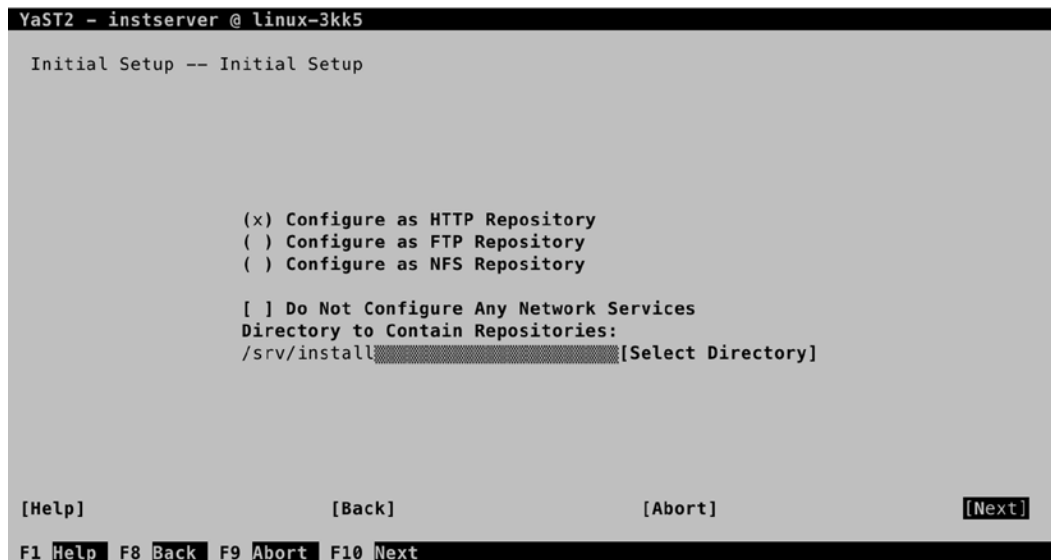 YaST2 - instserver @ linux-3kk5
Initial Setup -- Initial Setup
(x) Configure as HTTP Repository
( ) Configure as FTP Repository
( ) Configure as NFS Repository
[ ] Do Not Configure Any Network Services
Directory to Contain Repositories:
/srv/install [Select Directory]
[Help] [Back] [Abort] [Next]
F1 Help F8 Back F9 Abort F10 Next